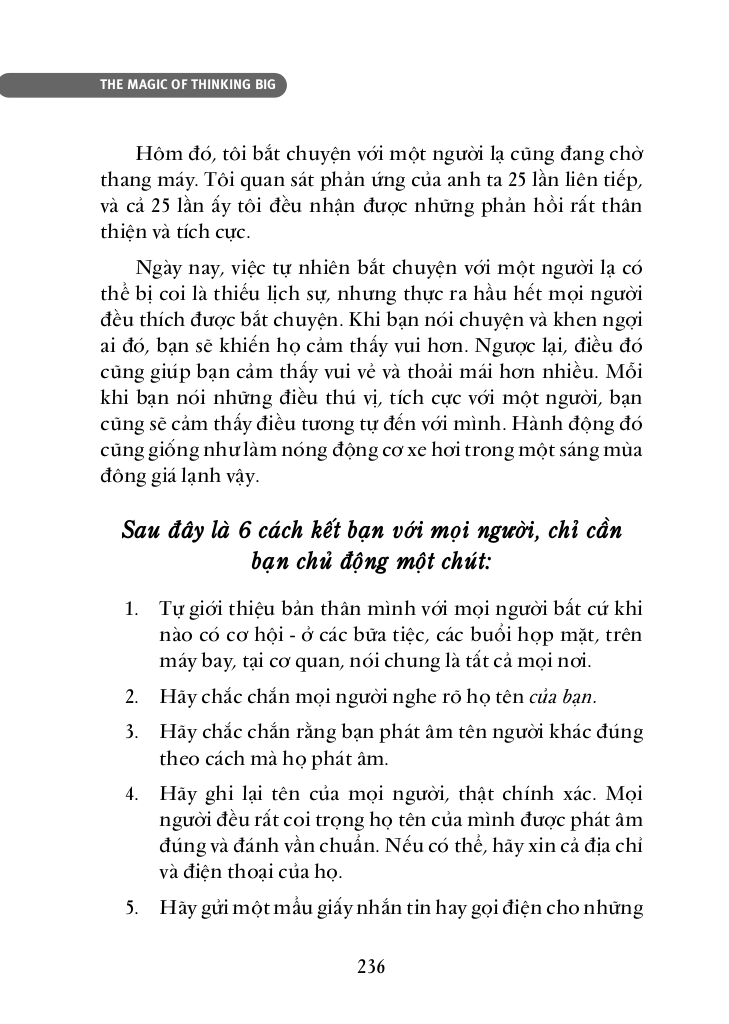 THE MAGIC OF THINKING BIG
Hôm đó, tôi bắt chuyện với một người lạ cũng đang chờ
thang máy. Tôi quan sát phản ứng của anh ta 25 lần liên tiếp,
và cả 25 lần ấy tôi đều nhận được những phản hồi rất thân
thiện và tích cực.
Ngày nay, việc tự nhiên bắt chuyện với một người lạ có
thể bị coi là thiếu lịch sự, nhưng thực ra hầu hết mọi người
đều thích được bắt chuyện. Khi bạn nói chuyện và khen ngợi
ai đó, bạn sẽ khiến họ cảm thấy vui hơn. Ngược lại, điều đó
cũng giúp bạn cảm thấy vui vẻ và thoải mái hơn nhiều. Mỗi
khi bạn nói những điều thú vị, tích cực với một người, bạn
cũng sẽ cảm thấy điều tương tự đến với mình. Hành động đó
cũng giống như làm nóng động cơ xe hơi trong một sáng mùa
đông giá lạnh vậy.
Sau đây là 6 cách kết bạn với mọi người, chỉ cần
bạn chủ động một chút:
1. Tự giới thiệu bản thân mình với mọi người bất cứ khi
nào có cơ hội - ở các bữa tiệc, các buổi họp mặt, trên
máy bay, tại cơ quan, nói chung là tất cả mọi nơi.
2. Hãy chắc chắn mọi người nghe rõ họ tên của bạn.
3. Hãy chắc chắn rằng bạn phát âm tên người khác đúng
theo cách mà họ phát âm.
4. Hãy ghi lại tên của mọi người, thật chính xác. Mọi
người đều rất coi trọng họ tên của mình được phát âm
đúng và đánh vần chuẩn. Nếu có thể, hãy xin cả địa chỉ
và điện thoại của họ.
5. Hãy gửi một mẩu giấy nhắn tin hay gọi điện cho những
236